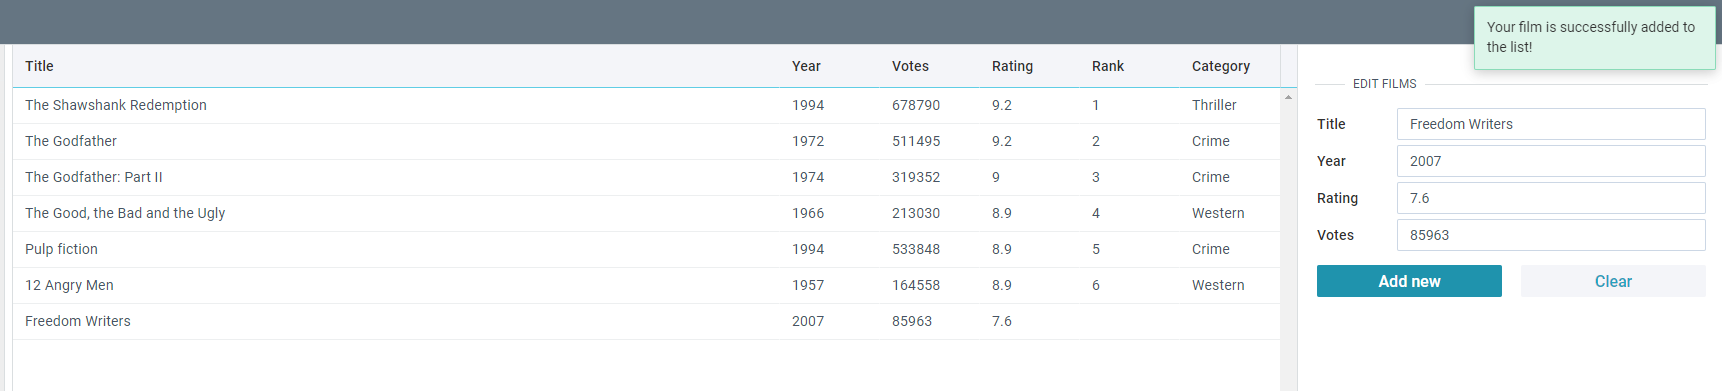 Your film is successfully added to
the list!
Title Year Votes Rating Rank Category
The Shawshank Redemption 1994 678790 9.2 1 Thriller
The Godfather 1972 511495 9.2 2 Crime
The Godfather: Part II 1974 319352 9 3 Crime
The Good, the Bad and the Ugly 1966 213030 8.9 4 Western
Pulp fiction 1994 533848 8.9 5 Crime
12 Angry Men 1957 164558 8.9 6 Western
Freedom Writers 2007 85963 7.6
EDIT FILMS
Title Freedom Writers
Year 2007
Rating 7.6
Votes 85963
Add new Clear